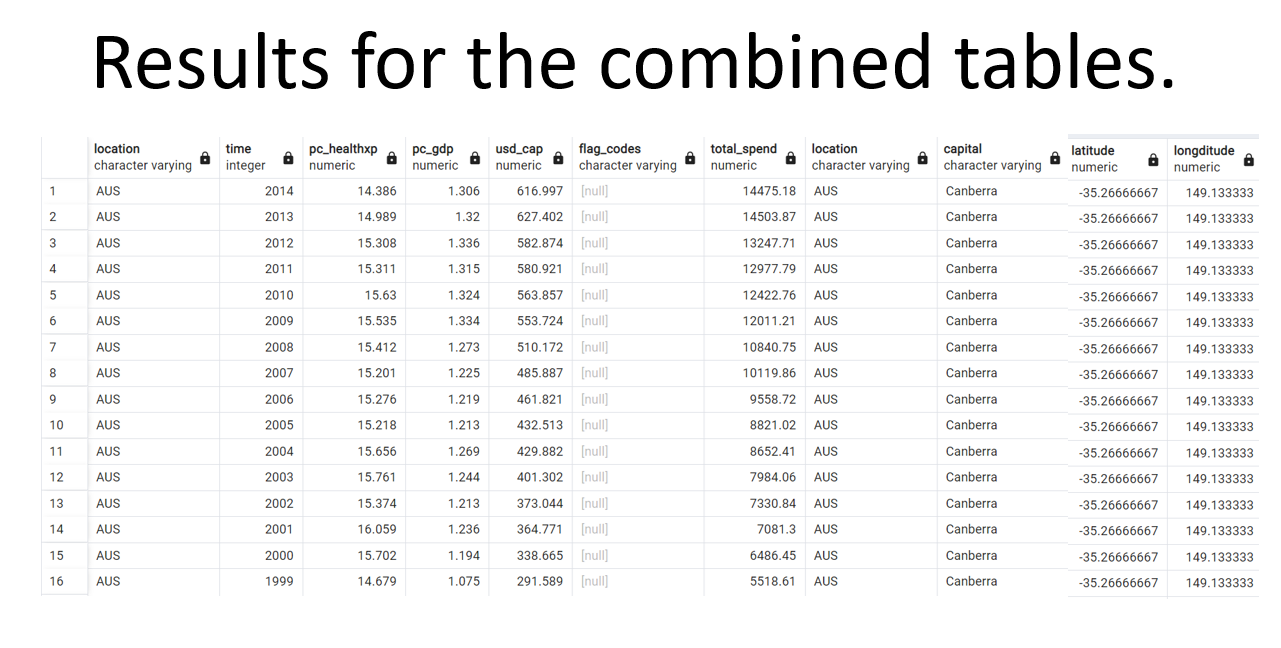 Results for the combined tables.
location time pc_healthxp pc_gdp usd_cap flag_codes total_spend location capital latitude longditude
character varying integer numeric numeric numeric character varying numeric character varying character varying numeric numeric
1 AUS 2014 14.386 1.306 616.997 [null] 14475.18 AUS Canberra -35.26666667 149.133333
2 AUS 2013 14.989 1.32 627.402 [null] 14503.87 AUS Canberra -35.26666667 149.133333
3 AUS 2012 15.308 1.336 582.874 [null] 13247.71 AUS Canberra -35.26666667 149.133333
4 AUS 2011 15.311 1.315 580.921 [null] 12977.79 AUS Canberra -35.26666667 149.133333
5 AUS 2010 15.63 1.324 563.857 [null] 12422.76 AUS Canberra -35.26666667 149.133333
6 AUS 2009 15.535 1.334 553.724 [null] 12011.21 AUS Canberra -35.26666667 149.133333
7 AUS 2008 15.412 1.273 510.172 [null] 10840.75 AUS Canberra -35.26666667 149.133333
8 AUS 2007 15.201 1.225 485.887 [null] 10119.86 AUS Canberra -35.26666667 149.133333
9 AUS 2006 15.276 1.219 461.821 [null] 9558.72 AUS Canberra -35.26666667 149.133333
10 AUS 2005 15.218 1.213 432.513 [null] 8821.02 AUS Canberra -35.26666667 149.133333
11 AUS 2004 15.656 1.269 429.882 [null] 8652.41 AUS Canberra -35.26666667 149.133333
12 AUS 2003 15.761 1.244 401.302 [null] 7984.06 AUS Canberra -35.26666667 149.133333
13 AUS 2002 15.374 1.213 373.044 [null] 7330.84 AUS Canberra -35.26666667 149.133333
14 AUS 2001 16.059 1.236 364.771 [null] 7081.3 AUS Canberra -35.26666667 149.133333
15 AUS 2000 15.702 1.194 338.665 [null] 6486.45 AUS Canberra -35.26666667 149.133333
16 AUS 1999 14.679 1.075 291.589 [null] 5518.61 AUS Canberra -35.26666667 149.133333